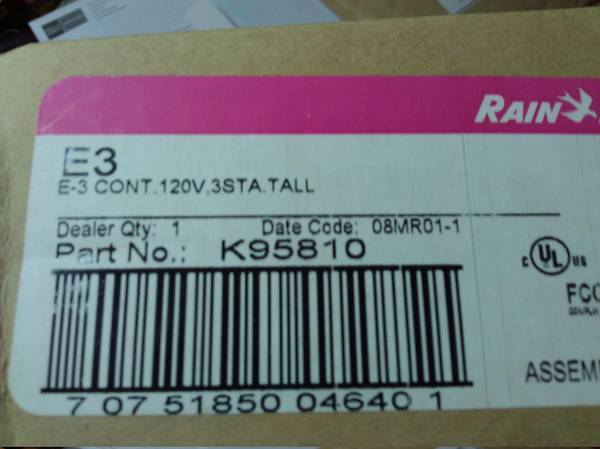 RAIN
E3
E-3 CONT.120V,3STA.TALL
Dealer Qty: 1 Date Code: 08MR01-1
Part No.: K95810
c UL us
FCC
7 07 51850 04640 1
ASSEM